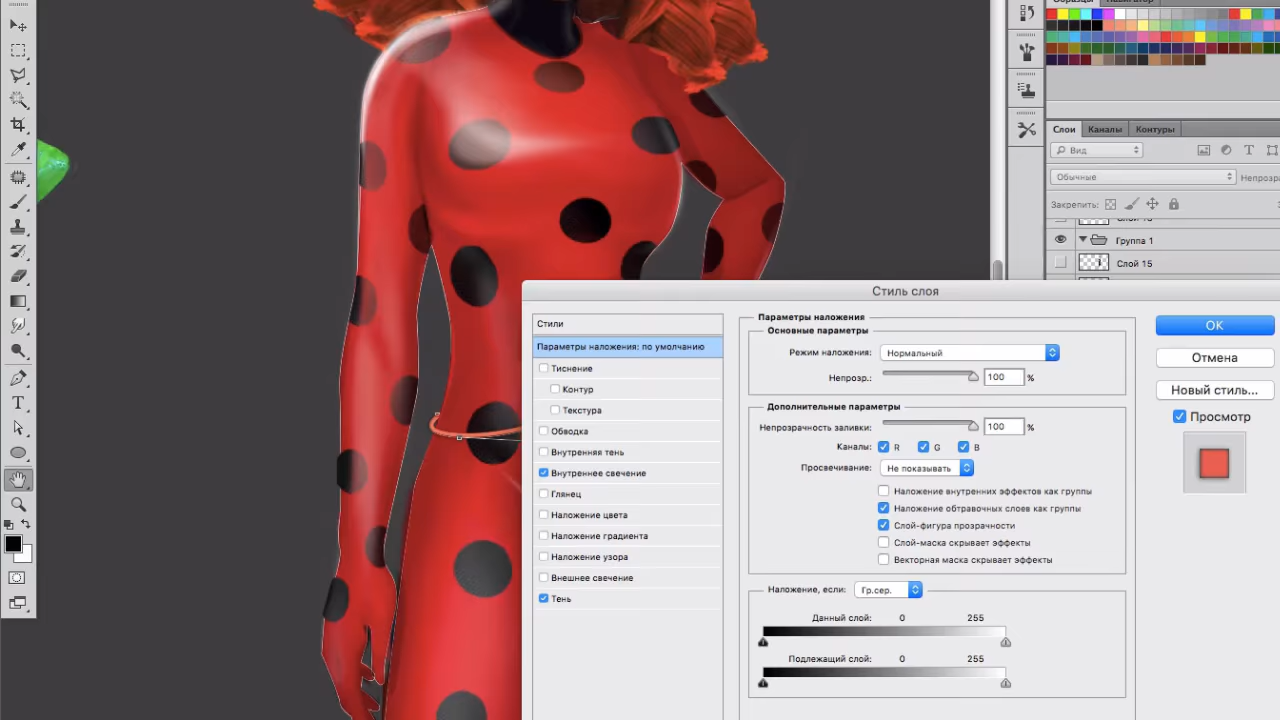 Образцы
Навигатор
Слои
Каналы
Контуры
Вид
Обычные
Непрозра
Закрепить:
Группа 1
Слой 15
Стиль слоя
Стили
Параметры наложения: по умолчанию
Тиснение
Контур
Текстура
Обводка
Внутренняя тень
Внутреннее свечение
Глянец
Наложение цвета
Наложение градиента
Наложение узора
Внешнее свечение
Тень
Параметры наложения
Основные параметры
Режим наложения: Нормальный
Непрозр.: 100 %
Дополнительные параметры
Непрозрачность заливки: 100 %
Каналы: R G B
Просвечивание: Не показывать
Наложение внутренних эффектов как группы
Наложение обтравочных слоев как группы
Слой-фигура прозрачности
Слой-маска скрывает эффекты
Векторная маска скрывает эффекты
Наложение, если: Гр.сер.
Данный слой: 0 255
Подлежащий слой: 0 255
OK
Отмена
Новый стиль...
Просмотр